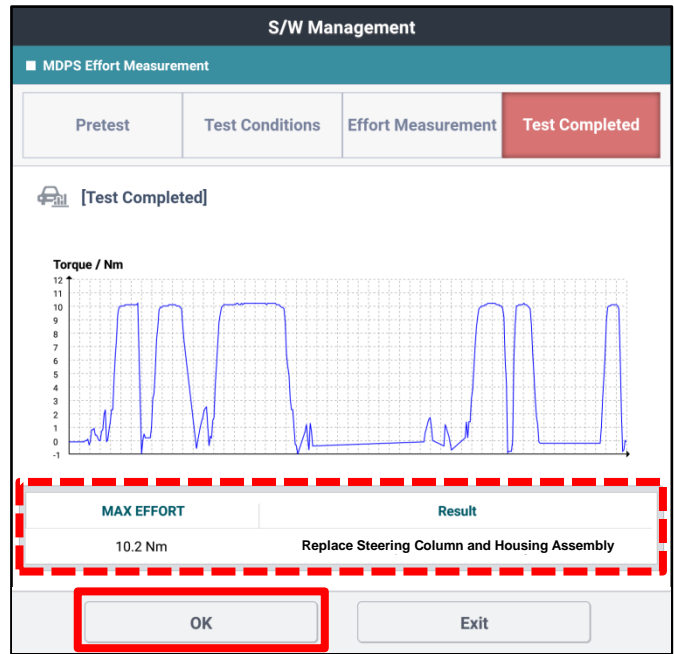 S/W Management
MDPS Effort Measurement
Pretest
Test Conditions
Effort Measurement
Test Completed
[Test Completed]
Torque / Nm
12
11
10
9
8
7
6
5
4
3
2
1
0
-1
MAX EFFORT Result
10.2 Nm Replace Steering Column and Housing Assembly
OK Exit